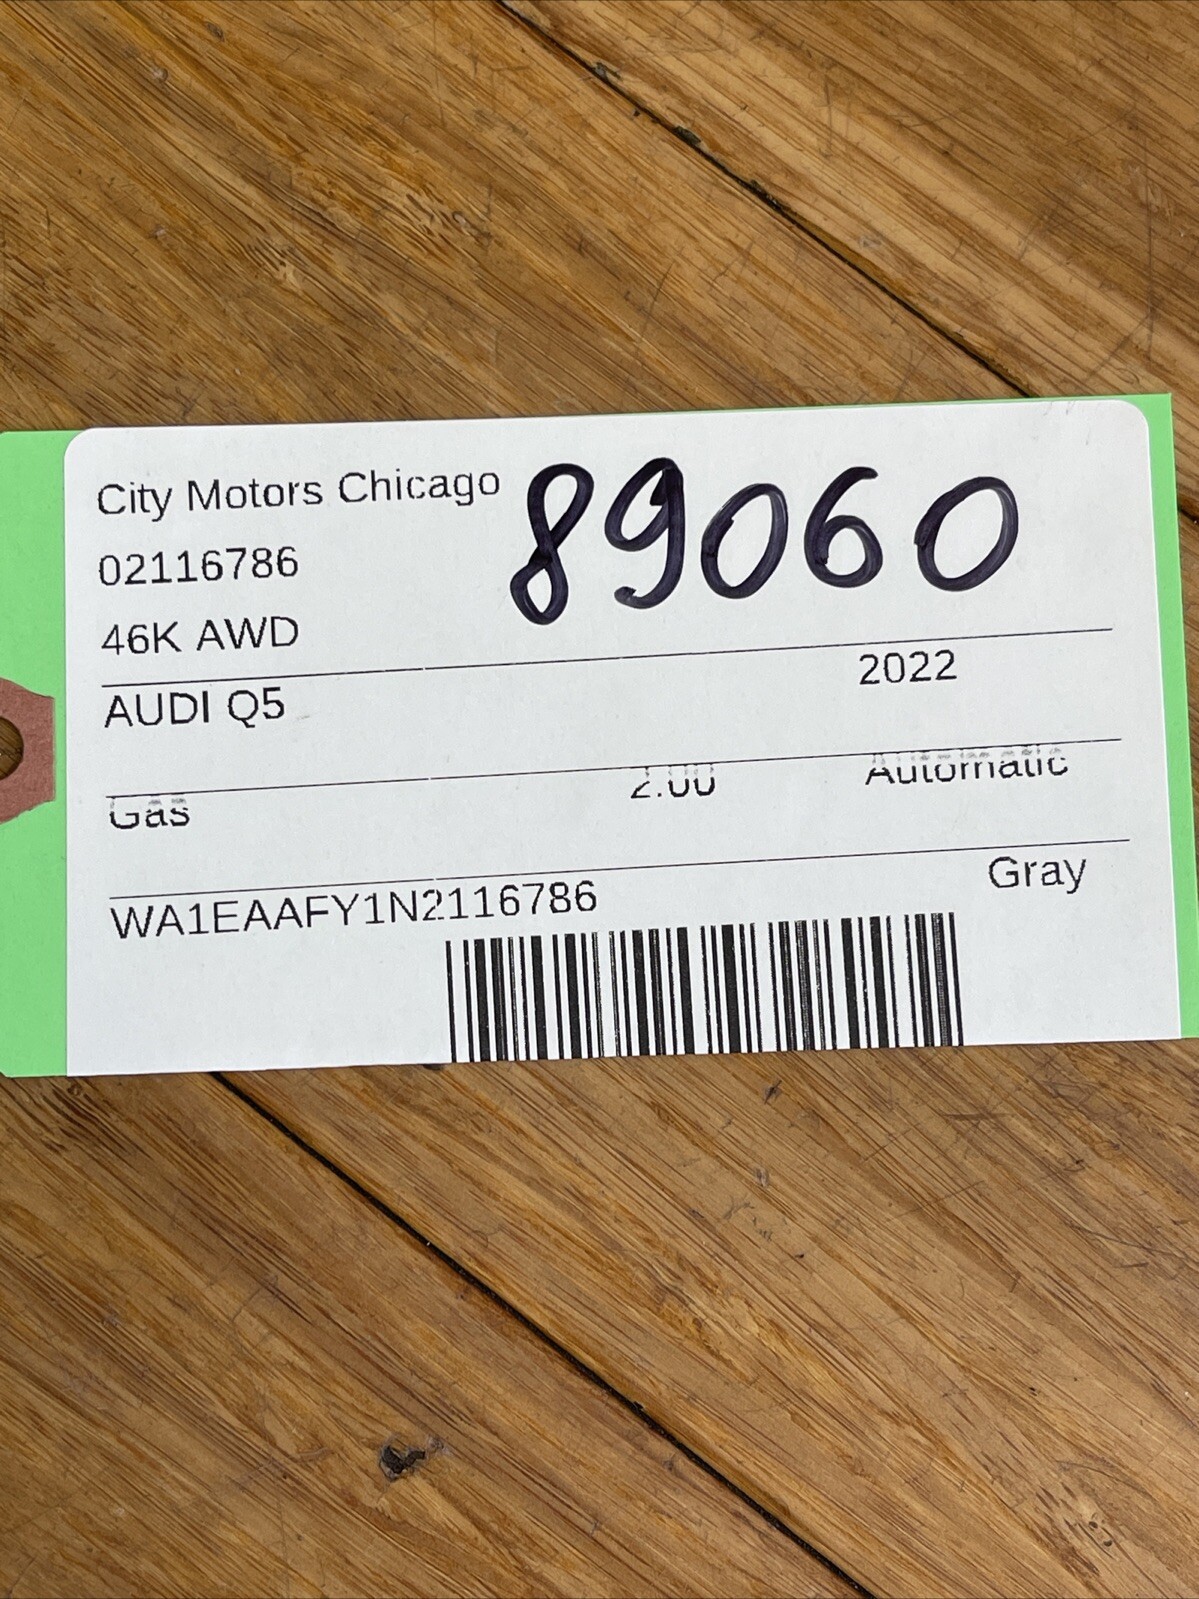 City Motors Chicago
89060
02116786
46K AWD
AUDI Q5 2022
Gas 2.00 Automatic
WA1EAAFY1N2116786 Gray